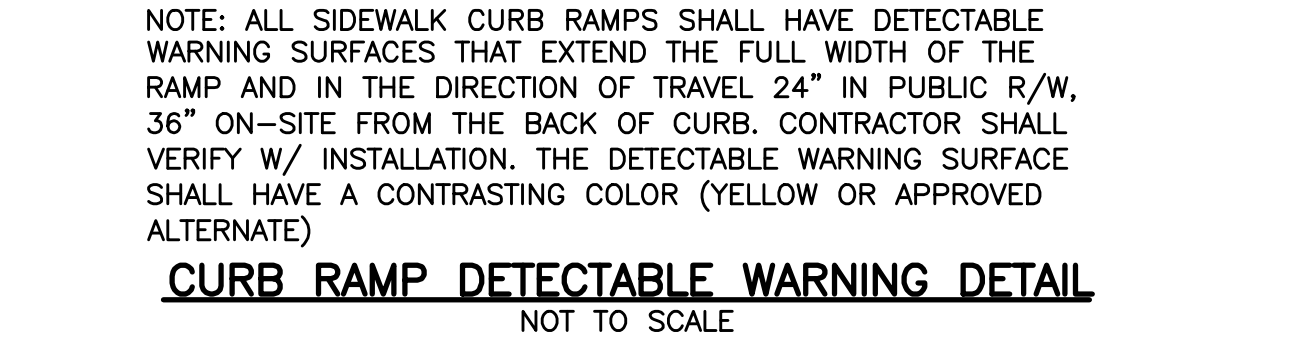 NOTE: ALL SIDEWALK CURB RAMPS SHALL HAVE DETECTABLE
WARNING SURFACES THAT EXTEND THE FULL WIDTH OF THE
RAMP AND IN THE DIRECTION OF TRAVEL 24" IN PUBLIC R/W,
36" ON-SITE FROM THE BACK OF CURB. CONTRACTOR SHALL
VERIFY W/ INSTALLATION. THE DETECTABLE WARNING SURFACE
SHALL HAVE A CONTRASTING COLOR (YELLOW OR APPROVED
ALTERNATE)
CURB RAMP DETECTABLE WARNING DETAIL
NOT TO SCALE